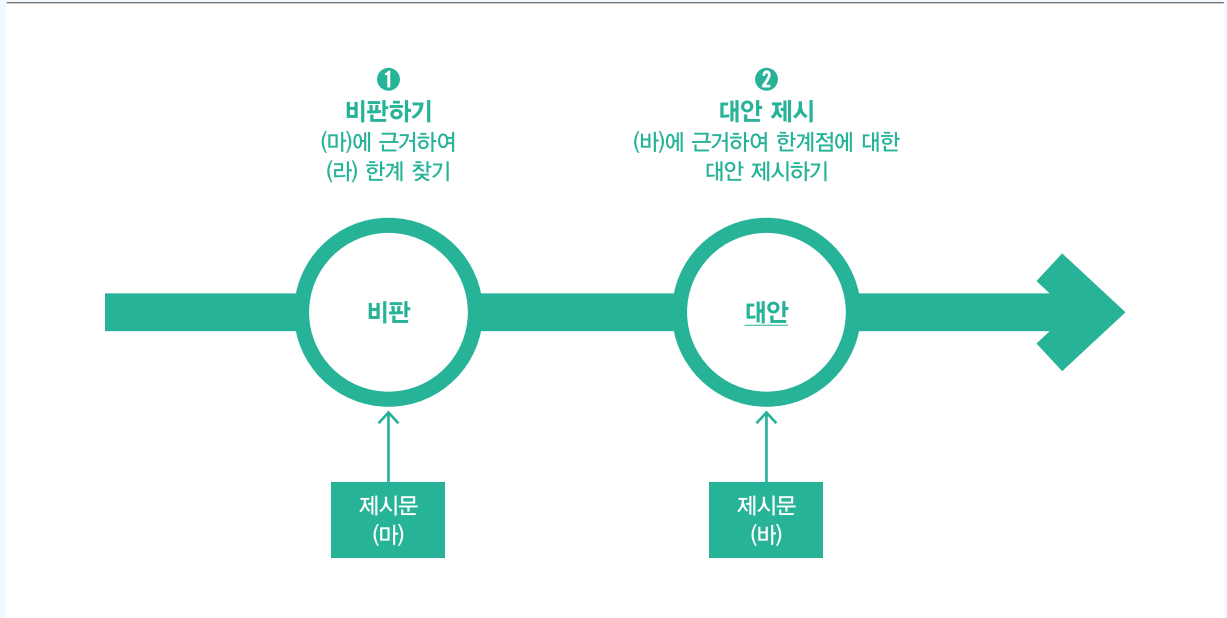 ❶
비판하기
(마)에 근거하여
(라) 한계 찾기
❷
대안 제시
(바)에 근거하여 한계점에 대한
대안 제시하기
비판
대안
제시문
(마)
제시문
(바)